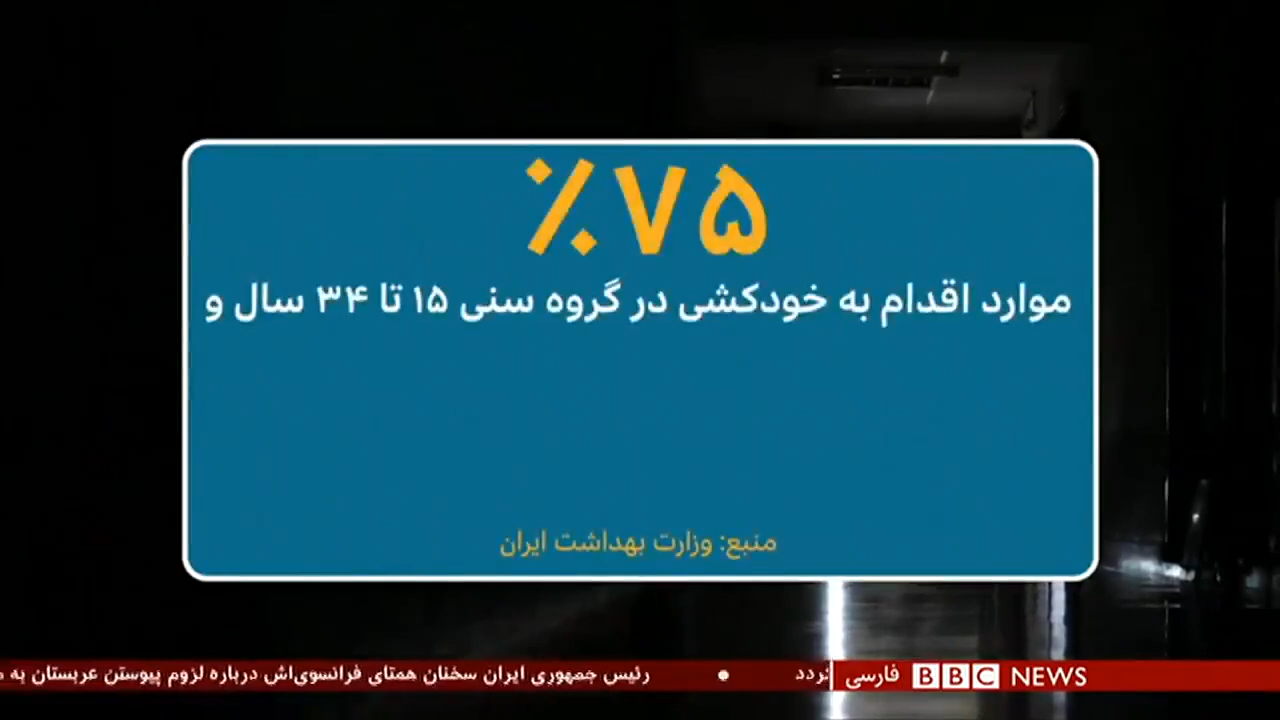 ۷۵٪
موارد اقدام به خودکشی در گروه سنی ۱۵ تا ۳۴ سال و
منبع: وزارت بهداشت ایران
رئیس جمهوری ایران سخنان همتای فرانسوی‌اش درباره لزوم پیوستن عربستان به
فارسی BBC NEWS